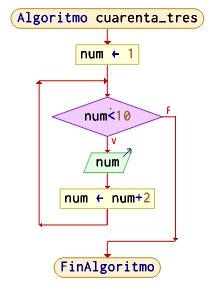 Algoritmo cuarenta_tres
num ← 1
num<10
F
V
num
num ← num+2
FinAlgoritmo